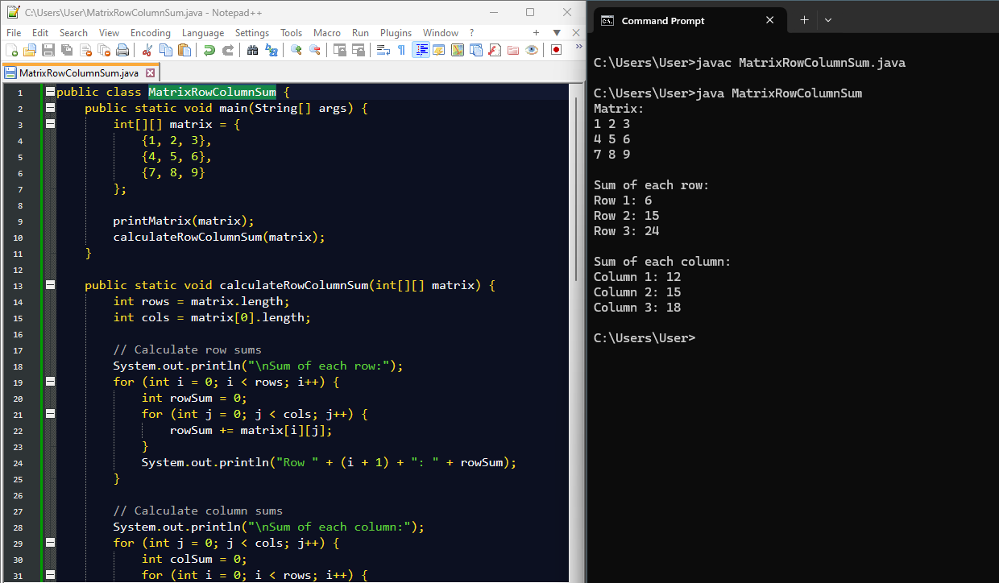 C:\Users\User\MatrixRowColumnSum.java - Notepad++
File Edit Search View Encoding Language Settings Tools Macro Run Plugins Window ?
MatrixRowColumnSum.java
1 public class MatrixRowColumnSum {
2     public static void main(String[] args) {
3         int[][] matrix = {
4             {1, 2, 3},
5             {4, 5, 6},
6             {7, 8, 9}
7         };
8
9         printMatrix(matrix);
10         calculateRowColumnSum(matrix);
11     }
12
13     public static void calculateRowColumnSum(int[][] matrix) {
14         int rows = matrix.length;
15         int cols = matrix[0].length;
16
17         // Calculate row sums
18         System.out.println("\nSum of each row:");
19         for (int i = 0; i < rows; i++) {
20             int rowSum = 0;
21             for (int j = 0; j < cols; j++) {
22                 rowSum += matrix[i][j];
23             }
24             System.out.println("Row " + (i + 1) + ": " + rowSum);
25         }
26
27         // Calculate column sums
28         System.out.println("\nSum of each column:");
29         for (int j = 0; j < cols; j++) {
30             int colSum = 0;
31             for (int i = 0; i < rows; i++) {
Command Prompt
C:\Users\User>javac MatrixRowColumnSum.java
C:\Users\User>java MatrixRowColumnSum
Matrix:
1 2 3
4 5 6
7 8 9
Sum of each row:
Row 1: 6
Row 2: 15
Row 3: 24
Sum of each column:
Column 1: 12
Column 2: 15
Column 3: 18
C:\Users\User>